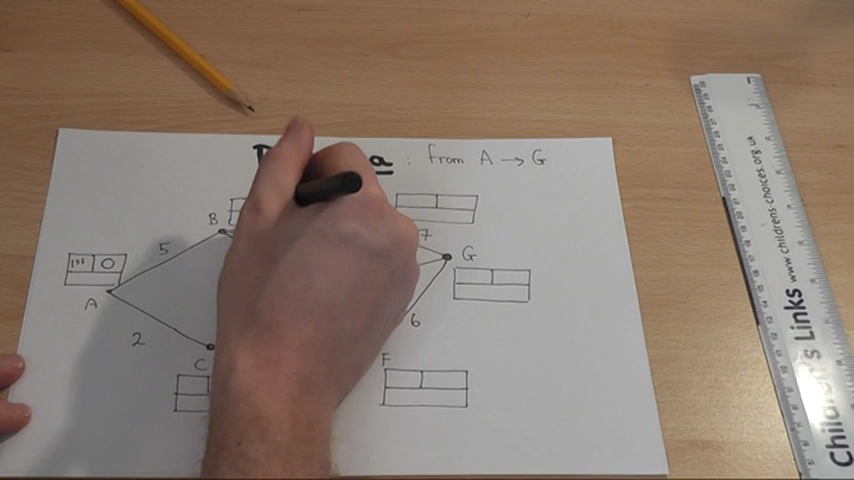 : from A → G
B
5
7
G
1st 0
A
2
6
C
F
Children's Links www.childrens-choices.org.uk